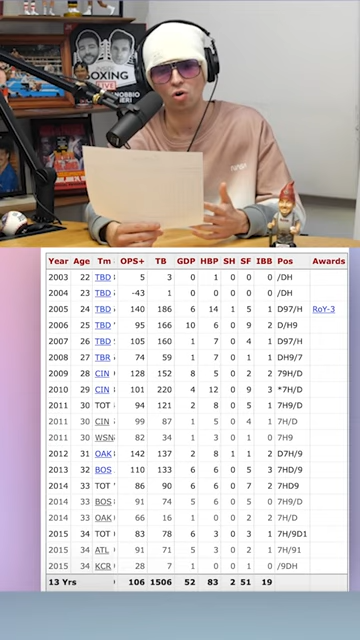 BOXING
LIVE
Year Age Tm OPS+ TB GDP HBP SH SF IBB Pos Awards
2003 22 TBD 5 3 0 1 0 0 0 /DH
2004 23 TBD -43 1 0 0 0 0 0 /DH
2005 24 TBD 140 186 6 14 1 5 1 D97/H RoY-3
2006 25 TBD 95 166 10 6 0 9 2 D/H9
2007 26 TBD 105 160 1 7 0 4 1 D97/H
2008 27 TBR 74 59 1 7 0 1 1 DH9/7
2009 28 CIN 128 152 8 5 0 2 2 79H/D
2010 29 CIN 101 220 4 12 0 9 3 *7H/D
2011 30 TOT 94 121 2 8 0 5 1 7H9/D
2011 30 CIN 99 87 1 5 0 4 1 7H/D
2011 30 WSN 82 34 1 3 0 1 0 7H9
2012 31 OAK 142 137 2 8 1 1 2 D7H/9
2013 32 BOS 110 133 6 6 0 5 3 7HD/9
2014 33 TOT 86 90 6 6 0 7 2 7HD9
2014 33 BOS 91 74 5 6 0 5 0 7H9/D
2014 33 OAK 66 16 1 0 0 2 2 7H/D
2015 34 TOT 83 78 6 3 0 3 1 7H/9D1
2015 34 ATL 91 71 5 3 0 2 1 7H/91
2015 34 KCR 28 7 1 0 0 1 0 /9DH
13 Yrs 106 1506 52 83 2 51 19